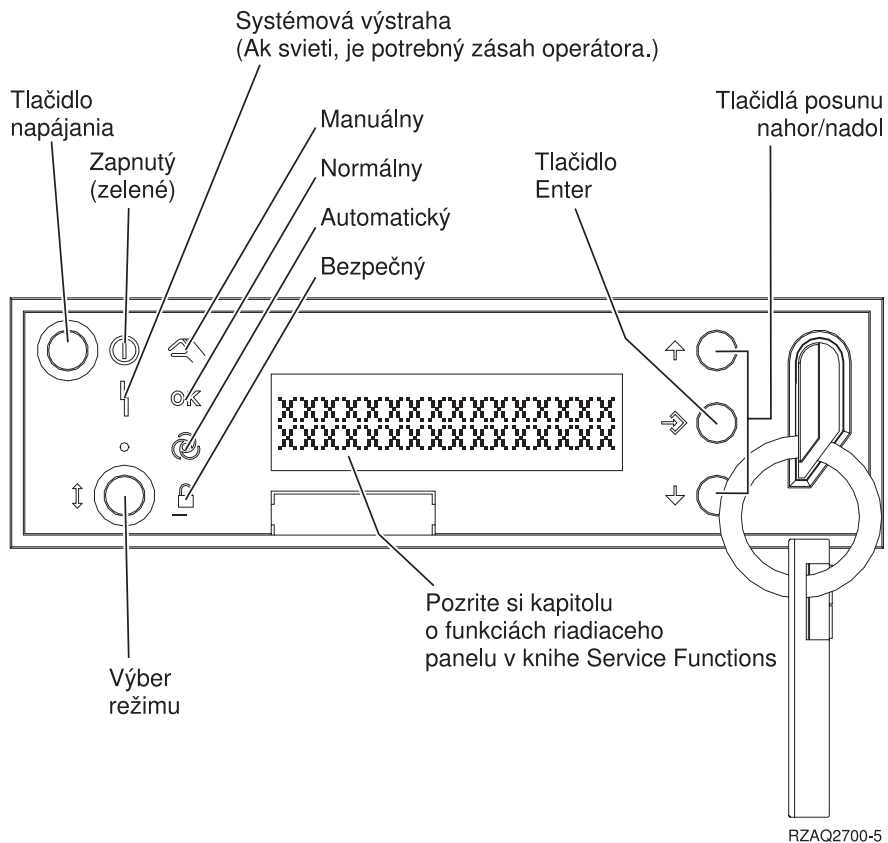 Systémová výstraha
(Ak svieti, je potrebný zásah operátora.)
Tlačidlo
napájania
Zapnutý
(zelené)
Manuálny
Normálny
Automatický
Bezpečný
Tlačidlo
Enter
Tlačidlá posunu
nahor/nadol
OK
XXXXXXXXXXXXXXXX
XXXXXXXXXXXXXXXX
Výber
režimu
Pozrite si kapitolu
o funkciách riadiaceho
panelu v knihe Service Functions
RZAQ2700-5